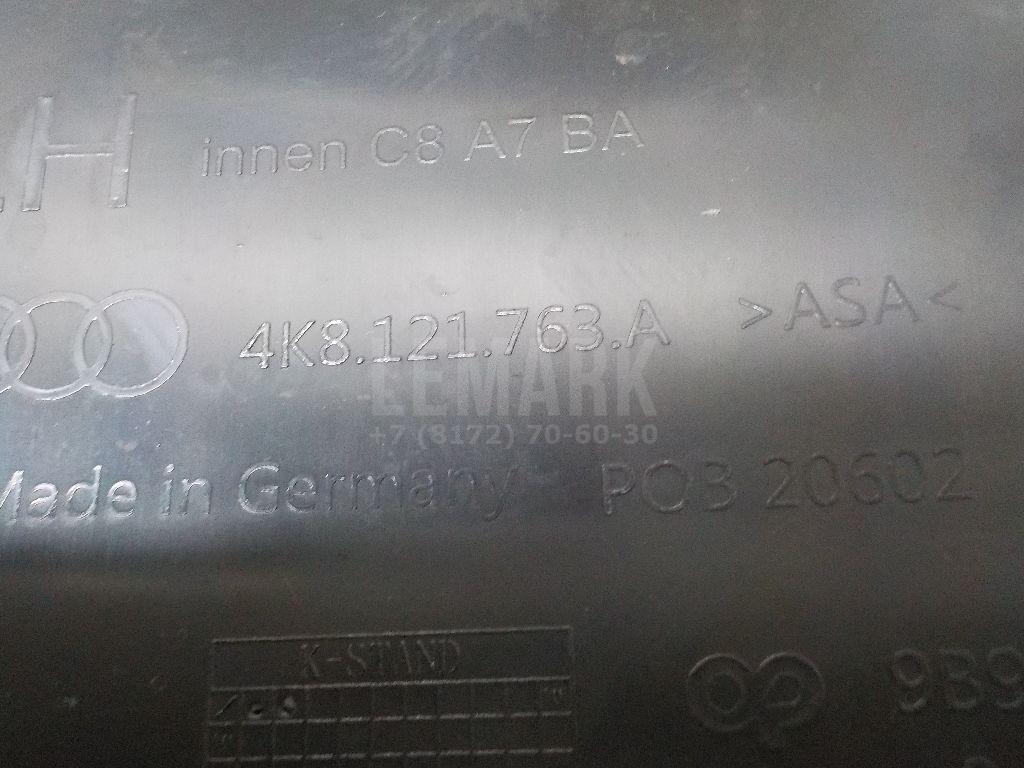 .H innen C8 A7 BA
4K8.121.763.A >ASA<
LEMARK
+7 (8172) 70-60-30
Made in Germany POB 20602
K-STAND
9B9